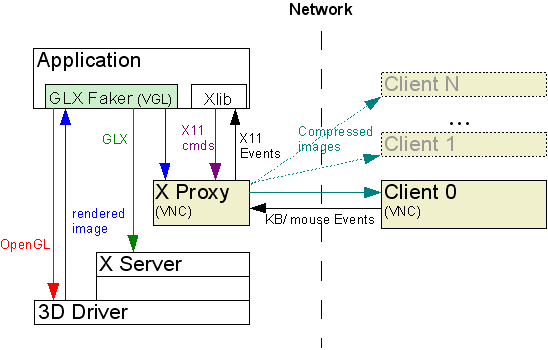 Network
Application
GLX Faker (VGL)
Xlib
Client N
...
Client 1
Compressed
images
GLX
X11
cmds
X11
Events
X Proxy
(VNC)
Client 0
(VNC)
KB/mouse Events
rendered
image
OpenGL
X Server
3D Driver